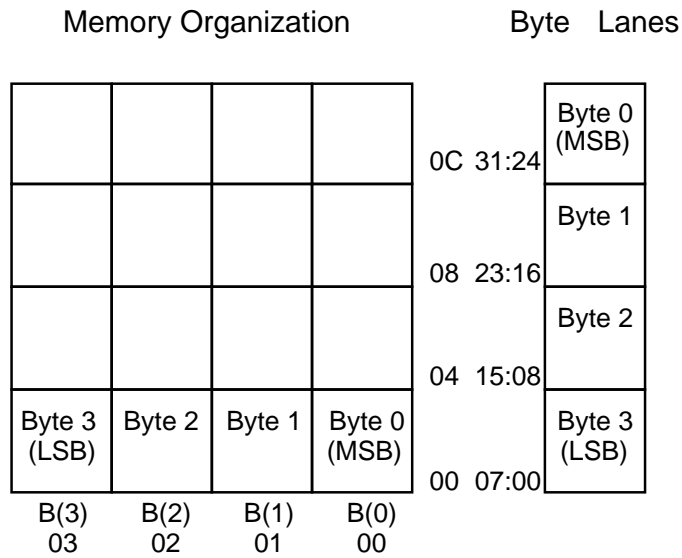 Memory Organization Byte Lanes
Byte 0
(MSB)
0C 31:24
Byte 1
08 23:16
Byte 2
04 15:08
Byte 3 Byte 2 Byte 1 Byte 0 Byte 3
(LSB) (MSB) (LSB)
00 07:00
B(3) B(2) B(1) B(0)
03 02 01 00